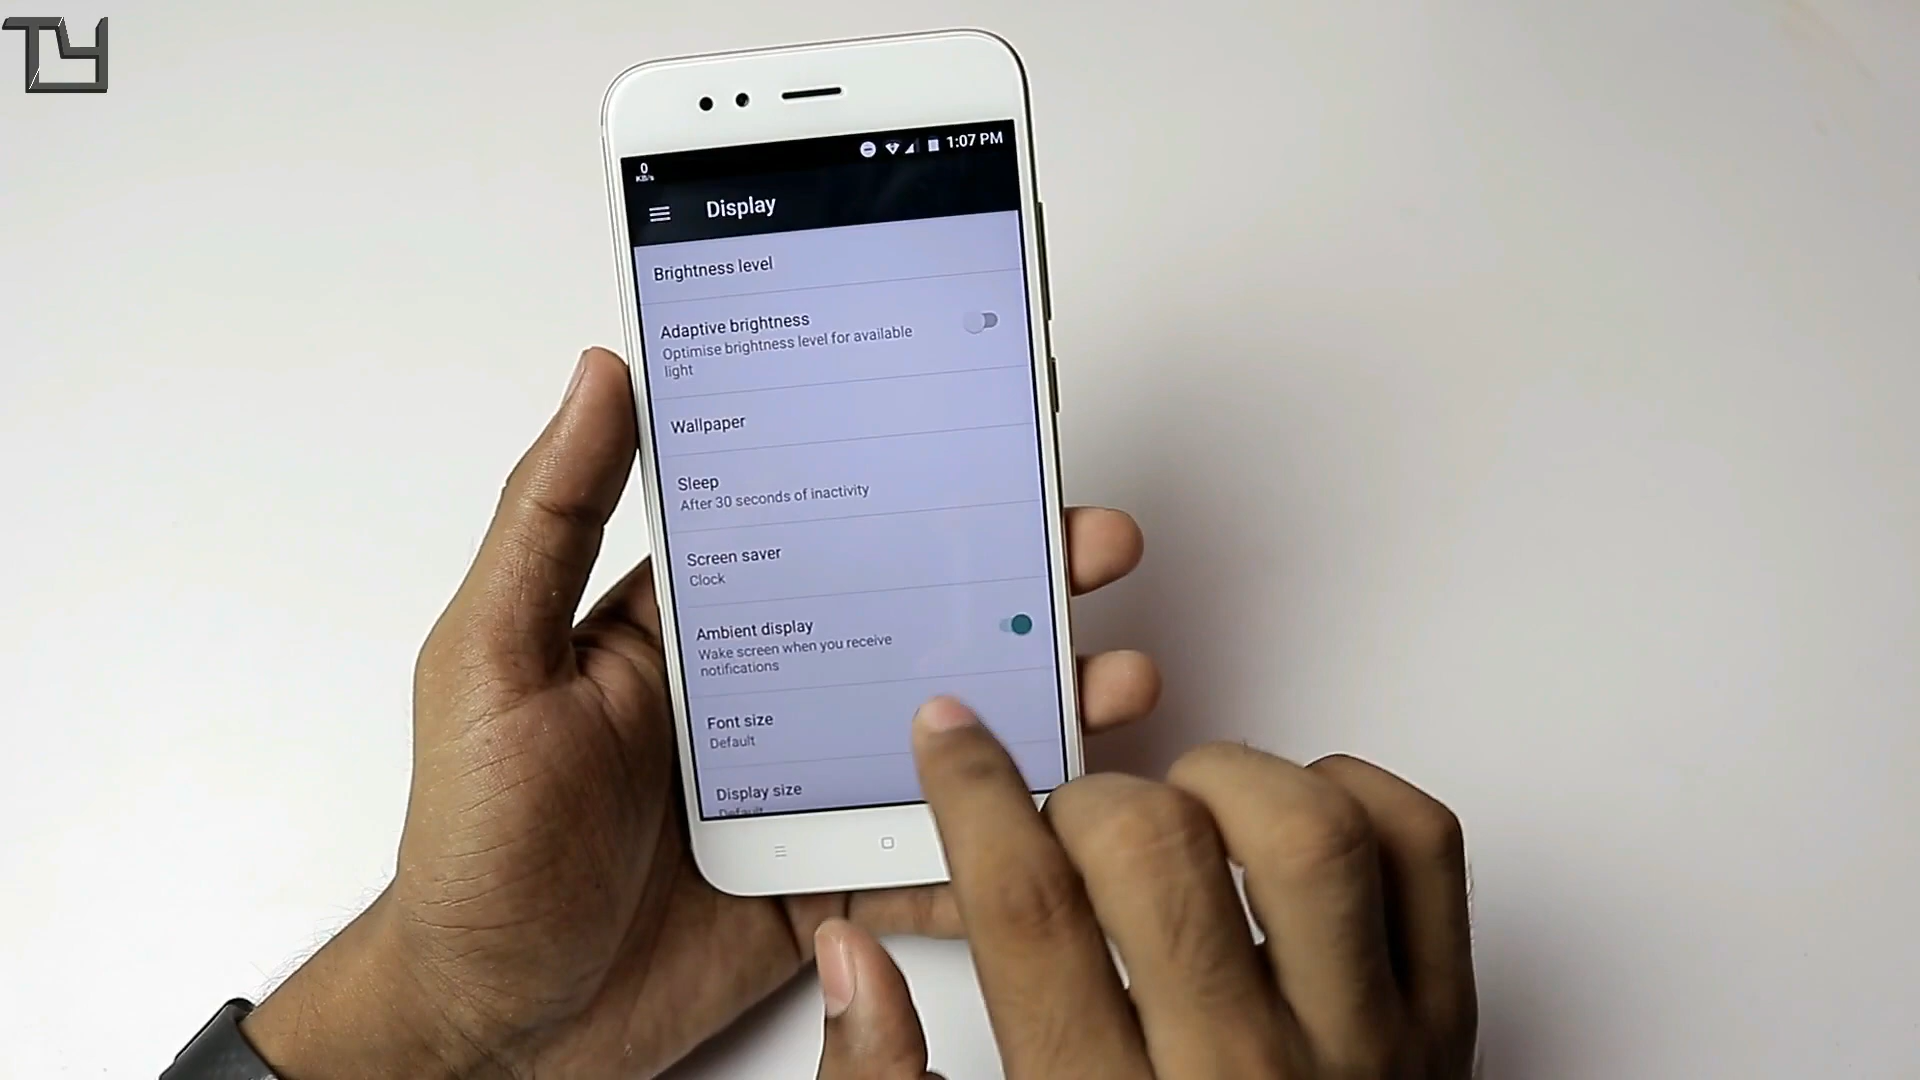 TY
0
KB/s
1:07 PM
Display
Brightness level
Adaptive brightness
Optimise brightness level for available
light
Wallpaper
Sleep
After 30 seconds of inactivity
Screen saver
Clock
Ambient display
Wake screen when you receive
notifications
Font size
Default
Display size
Default